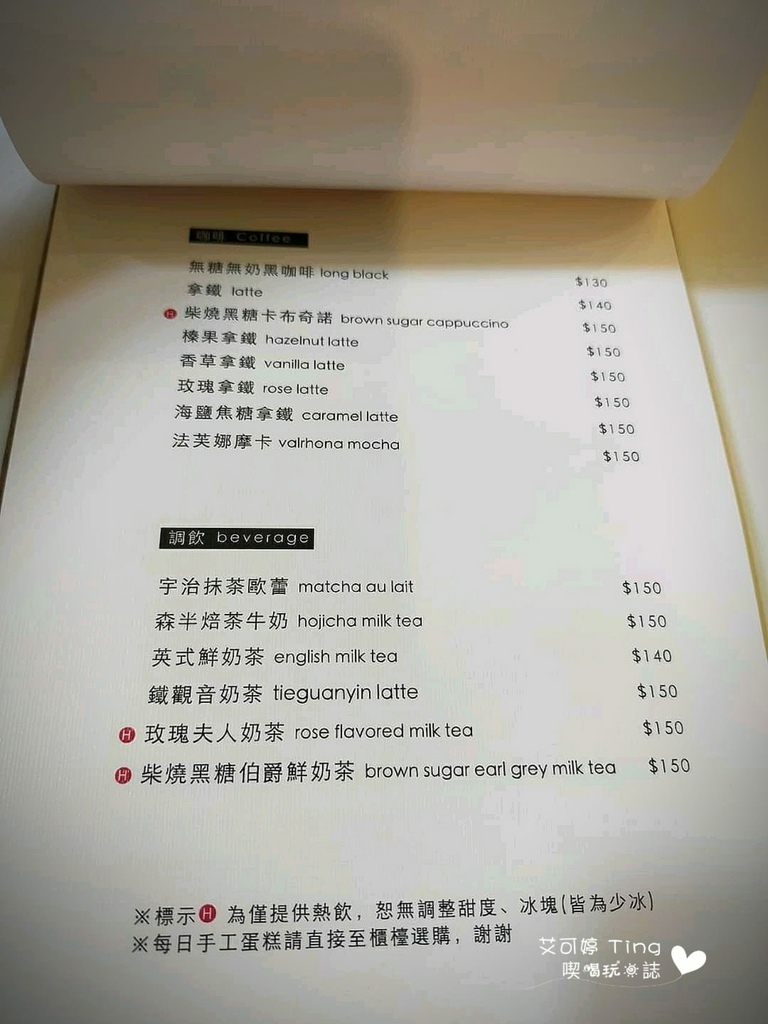 咖啡 Coffee
無糖無奶黑咖啡 long black $130
拿鐵 latte $140
H 柴燒黑糖卡布奇諾 brown sugar cappuccino $150
榛果拿鐵 hazelnut latte $150
香草拿鐵 vanilla latte $150
玫瑰拿鐵 rose latte $150
海鹽焦糖拿鐵 caramel latte $150
法芙娜摩卡 valrhona mocha $150
調飲 beverage
宇治抹茶歐蕾 matcha au lait $150
森半焙茶牛奶 hojicha milk tea $150
英式鮮奶茶 english milk tea $140
鐵觀音奶茶 tieguanyin latte $150
H 玫瑰夫人奶茶 rose flavored milk tea $150
H 柴燒黑糖伯爵鮮奶茶 brown sugar earl grey milk tea $150
※標示H 為僅提供熱飲，恕無調整甜度、冰塊(皆為少冰)
※每日手工蛋糕請直接至櫃檯選購，謝謝
艾可婷 Ting
喫喝玩樂誌